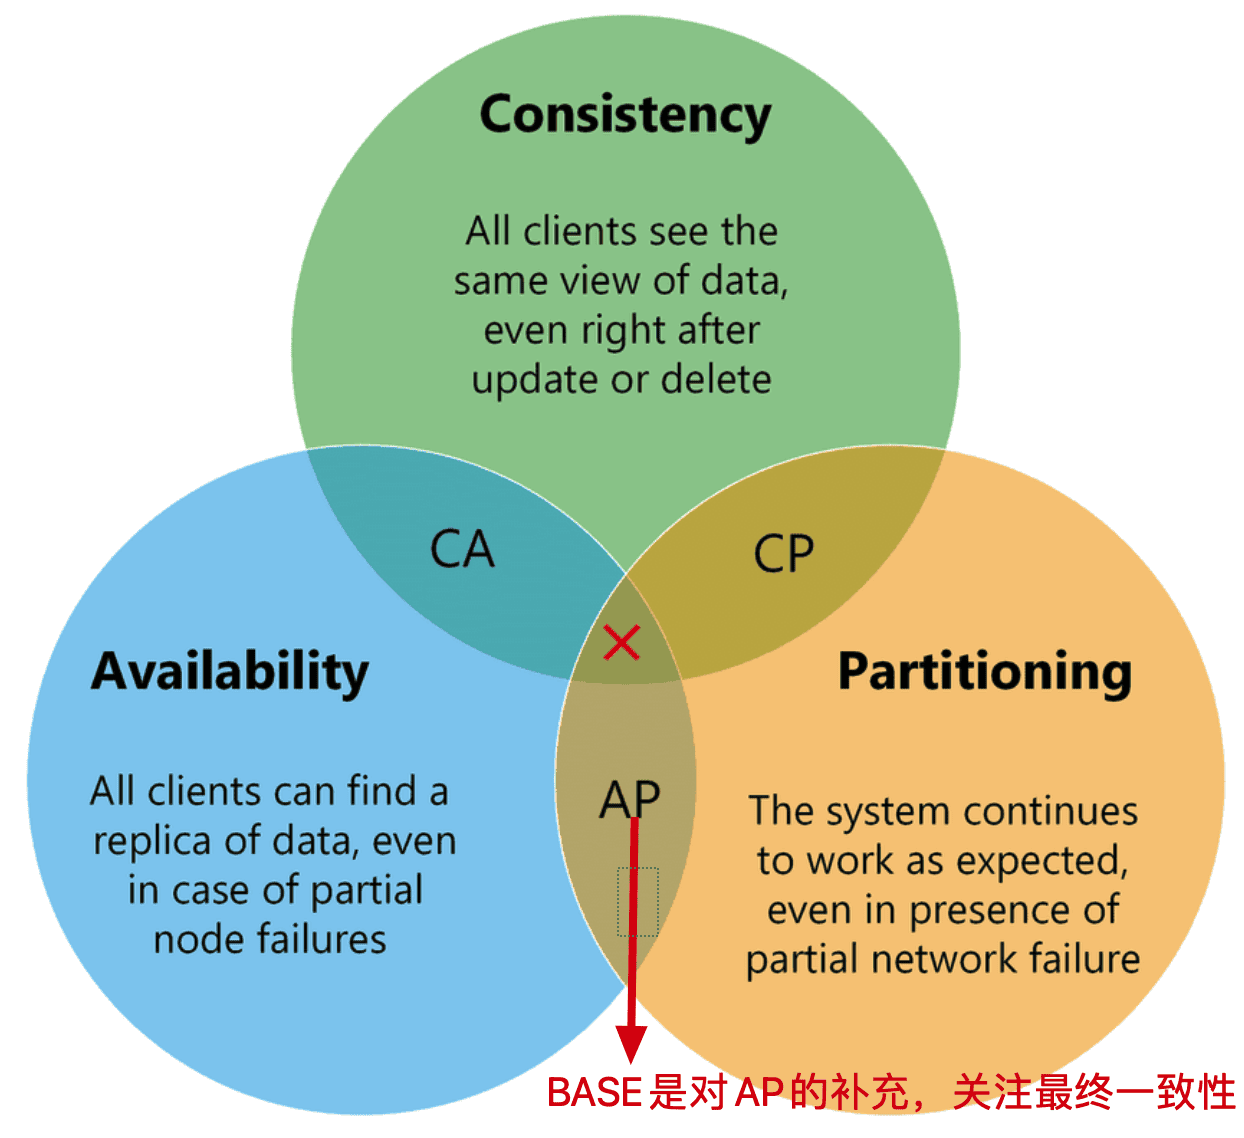 Consistency
All clients see the
same view of data,
even right after
update or delete
CA
CP
Availability
All clients can find a
replica of data, even
in case of partial
node failures
Partitioning
The system continues
to work as expected,
even in presence of
partial network failure
AP
BASE是对AP的补充，关注最终一致性